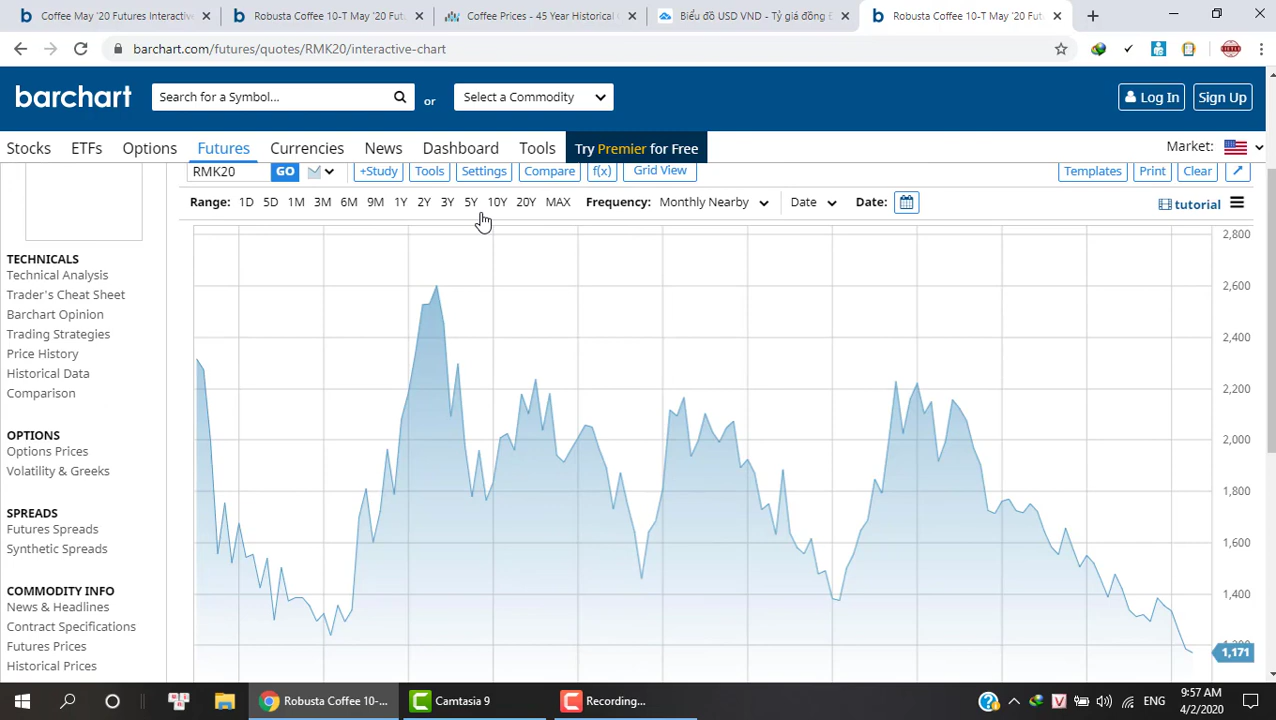 Coffee May '20 Futures Interactive
Robusta Coffee 10-T May '20 Fut
Coffee Prices - 45 Year Historical
Biểu đồ USD VND - Tỷ giá đồng
Robusta Coffee 10-T May '20 Fut
barchart.com/futures/quotes/RMK20/interactive-chart
barchart
Search for a Symbol...
or
Select a Commodity
Log In
Sign Up
Stocks
ETFs
Options
Futures
Currencies
News
Dashboard
Tools
Try Premier for Free
Market:
RMK20
GO
+Study
Tools
Settings
Compare
f(x)
Grid View
Templates
Print
Clear
Range: 1D 5D 1M 3M 6M 9M 1Y 2Y 3Y 5Y 10Y 20Y MAX
Frequency: Monthly Nearby
Date
Date:
tutorial
TECHNICALS
Technical Analysis
Trader's Cheat Sheet
Barchart Opinion
Trading Strategies
Price History
Historical Data
Comparison
OPTIONS
Options Prices
Volatility & Greeks
SPREADS
Futures Spreads
Synthetic Spreads
COMMODITY INFO
News & Headlines
Contract Specifications
Futures Prices
Historical Prices
2,800
2,600
2,400
2,200
2,000
1,800
1,600
1,400
1,171
Robusta Coffee 10-...
Camtasia 9
Recording...
ENG
9:57 AM
4/2/2020